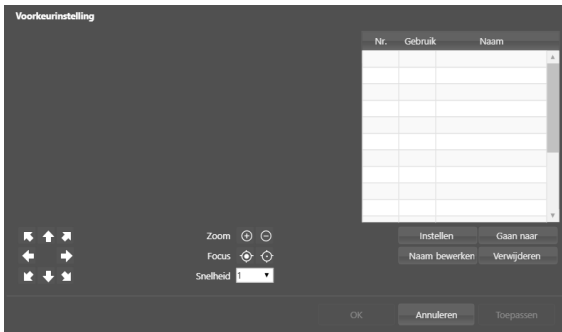 Voorkeurinstelling
Nr. Gebruik Naam
Zoom
Focus
Snelheid 1
Instellen Gaan naar
Naam bewerken Verwijderen
OK Annuleren Toepassen